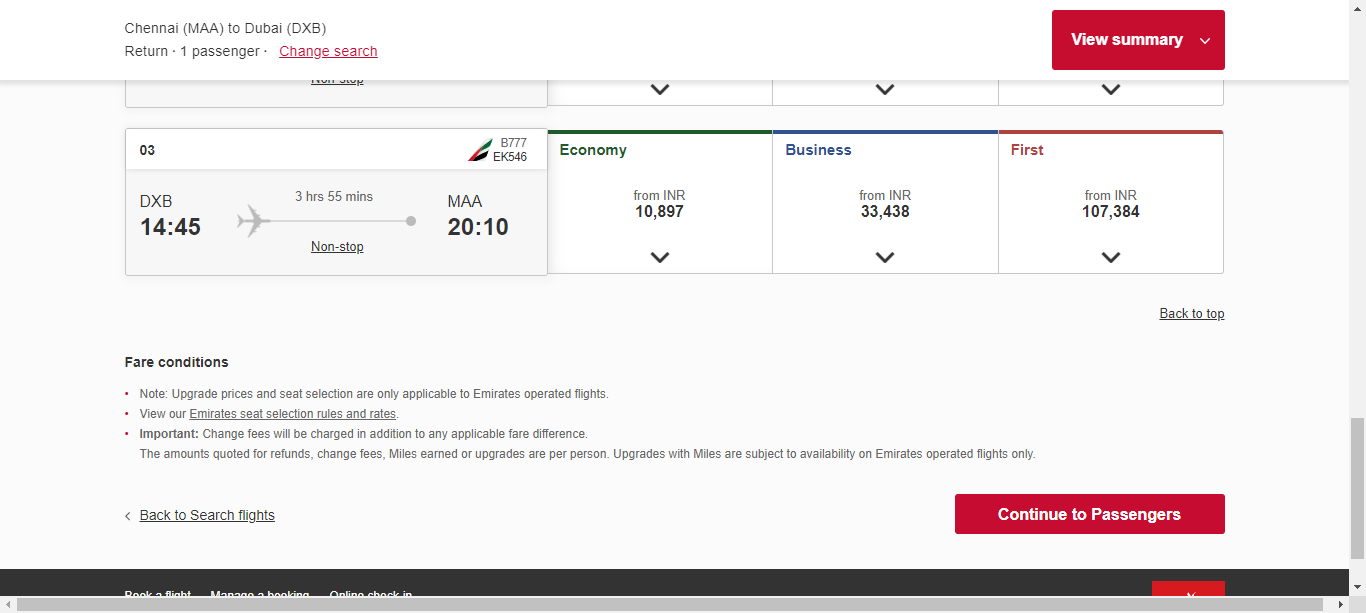 Chennai (MAA) to Dubai (DXB)
Return · 1 passenger · Change search
View summary
Non-stop
03
B777
EK546
DXB
14:45
3 hrs 55 mins
Non-stop
MAA
20:10
Economy
from INR
10,897
Business
from INR
33,438
First
from INR
107,384
Back to top
Fare conditions
• Note: Upgrade prices and seat selection are only applicable to Emirates operated flights.
• View our Emirates seat selection rules and rates.
• Important: Change fees will be charged in addition to any applicable fare difference.
The amounts quoted for refunds, change fees, Miles earned or upgrades are per person. Upgrades with Miles are subject to availability on Emirates operated flights only.
Back to Search flights
Continue to Passengers
Book a flight Manage a booking Online check in